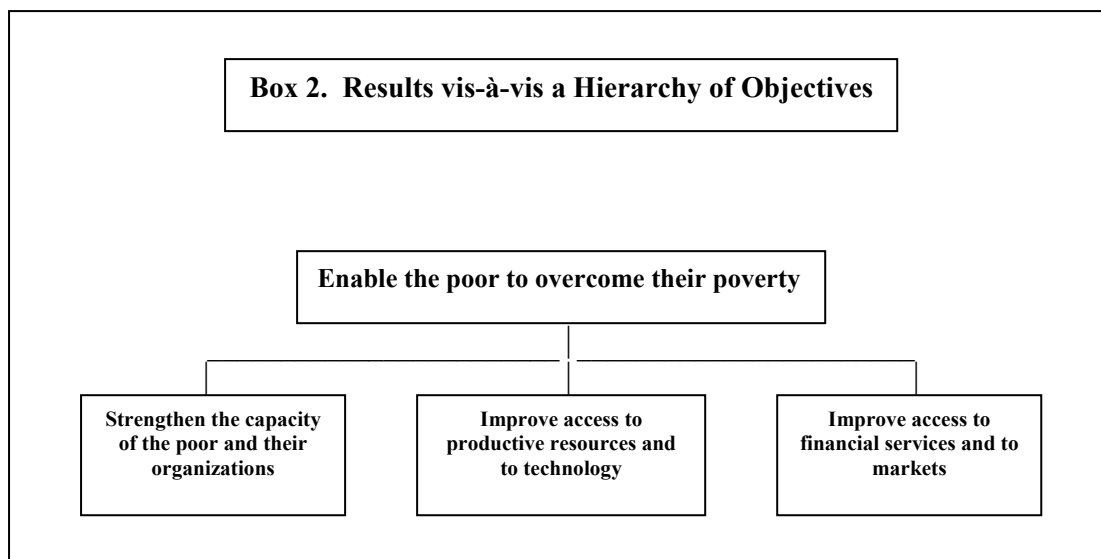 Box 2.  Results vis-à-vis a Hierarchy of Objectives
Enable the poor to overcome their poverty
Strengthen the capacity
of the poor and their
organizations
Improve access to
productive resources and
to technology
Improve access to
financial services and to
markets